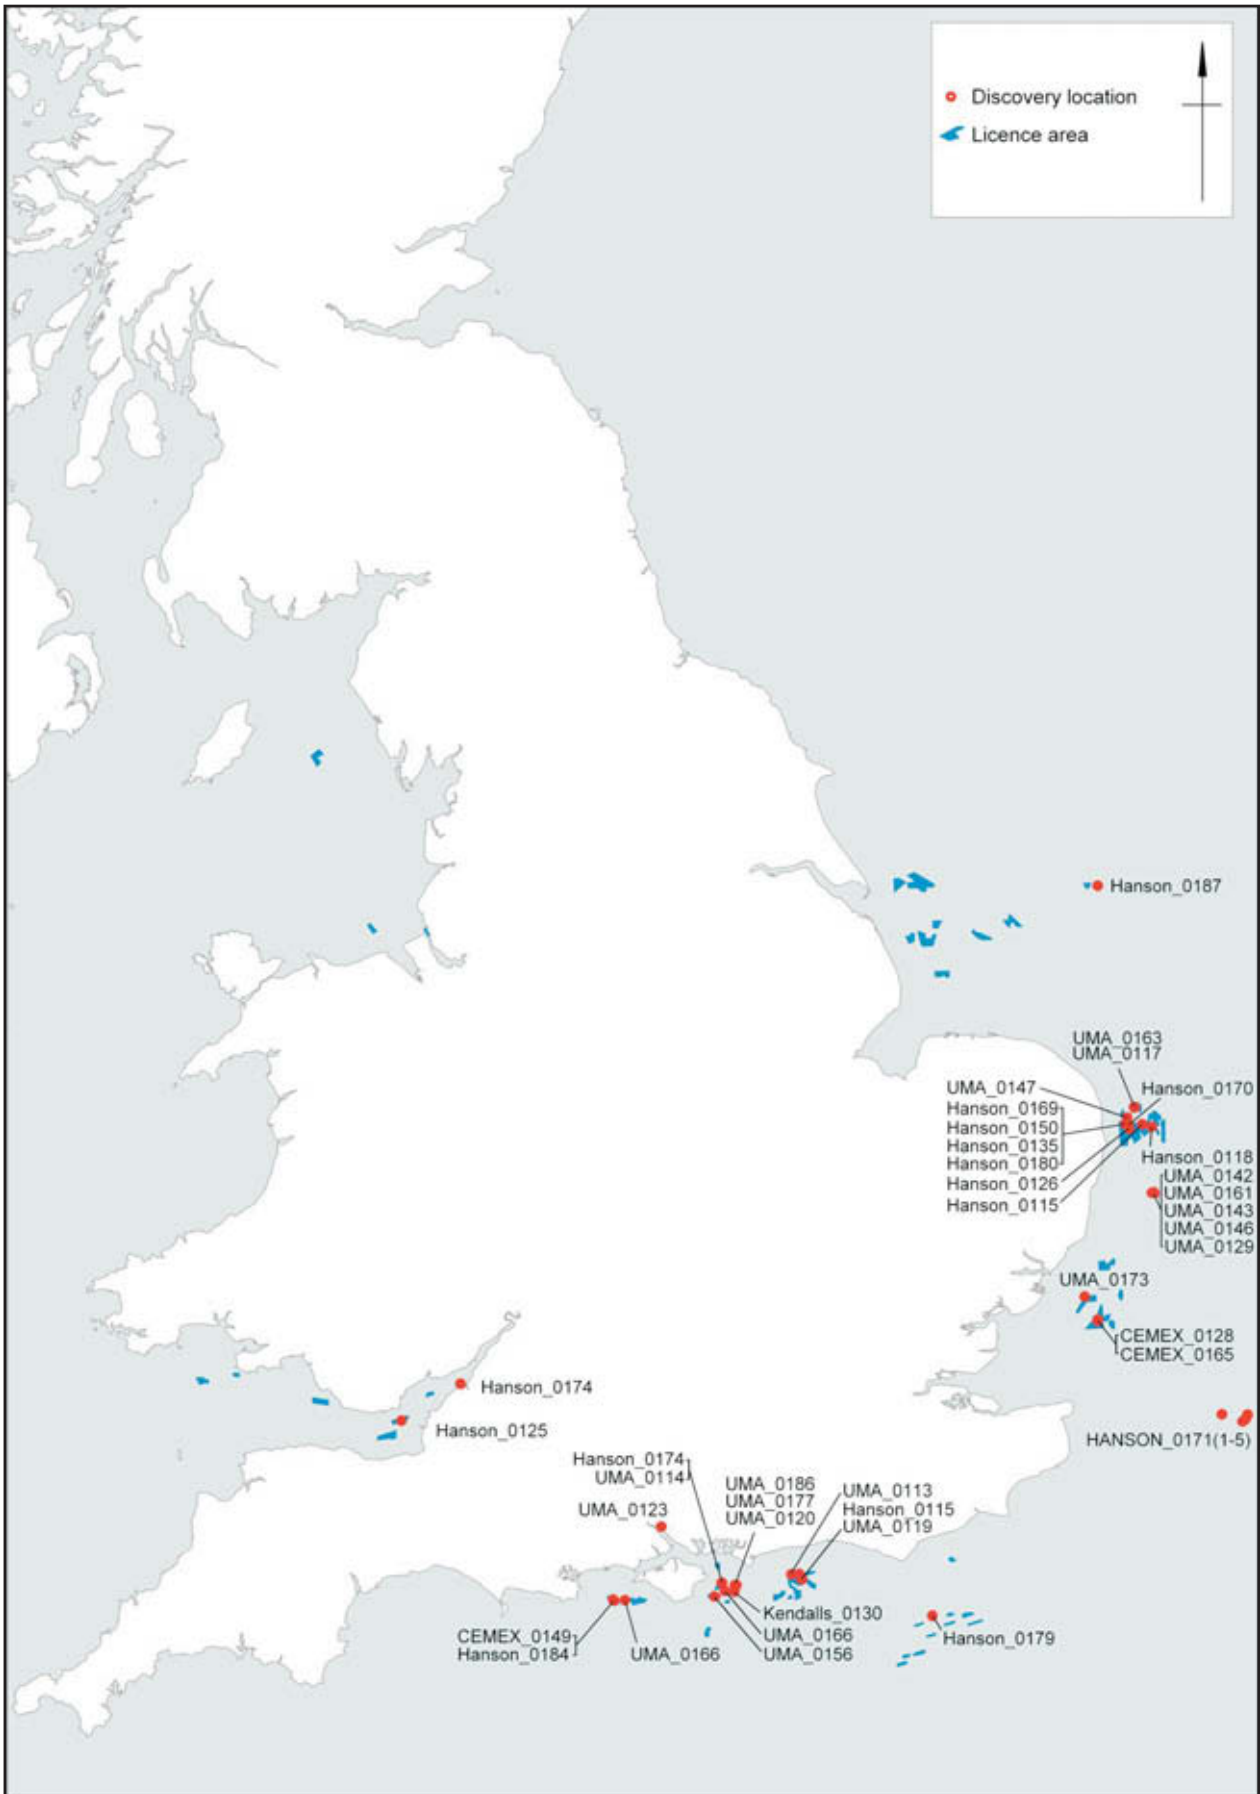 Discovery location
Licence area
Hanson_0187
UMA_0163
UMA_0117
UMA_0147
Hanson_0170
Hanson_0169
Hanson_0150
Hanson_0135
Hanson_0180
Hanson_0126
Hanson_0115
Hanson_0118
UMA_0142
UMA_0161
UMA_0143
UMA_0146
UMA_0129
UMA_0173
CEMEX_0128
CEMEX_0165
HANSON_0171(1-5)
Hanson_0174
Hanson_0125
Hanson_0174
UMA_0114
UMA_0123
UMA_0186
UMA_0177
UMA_0120
UMA_0113
Hanson_0115
UMA_0119
Kendalls_0130
UMA_0166
UMA_0156
CEMEX_0149
Hanson_0184
UMA_0166
Hanson_0179